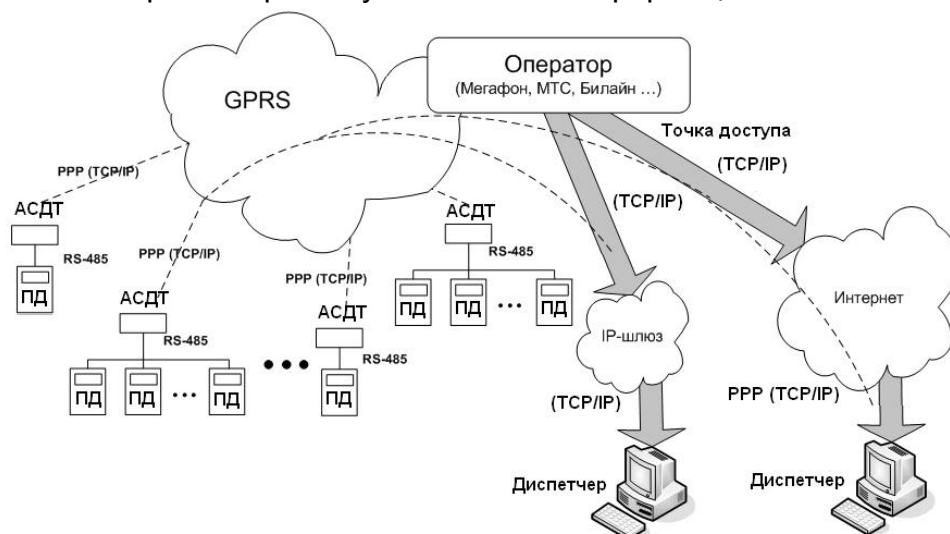 Оператор
(Мегафон, МТС, Билайн ...)
GPRS
Точка доступа
(TCP/IP)
PPP (TCP/IP)
(TCP/IP)
АСДТ
АСДТ
RS-485
RS-485
PPP (TCP/IP)
PPP (TCP/IP)
ПД
АСДТ
АСДТ
ПД
ПД
...
ПД
Интернет
RS-485
RS-485
IP-шлюз
...
ПД
ПД
...
ПД
ПД
(TCP/IP)
PPP (TCP/IP)
Диспетчер
Диспетчер